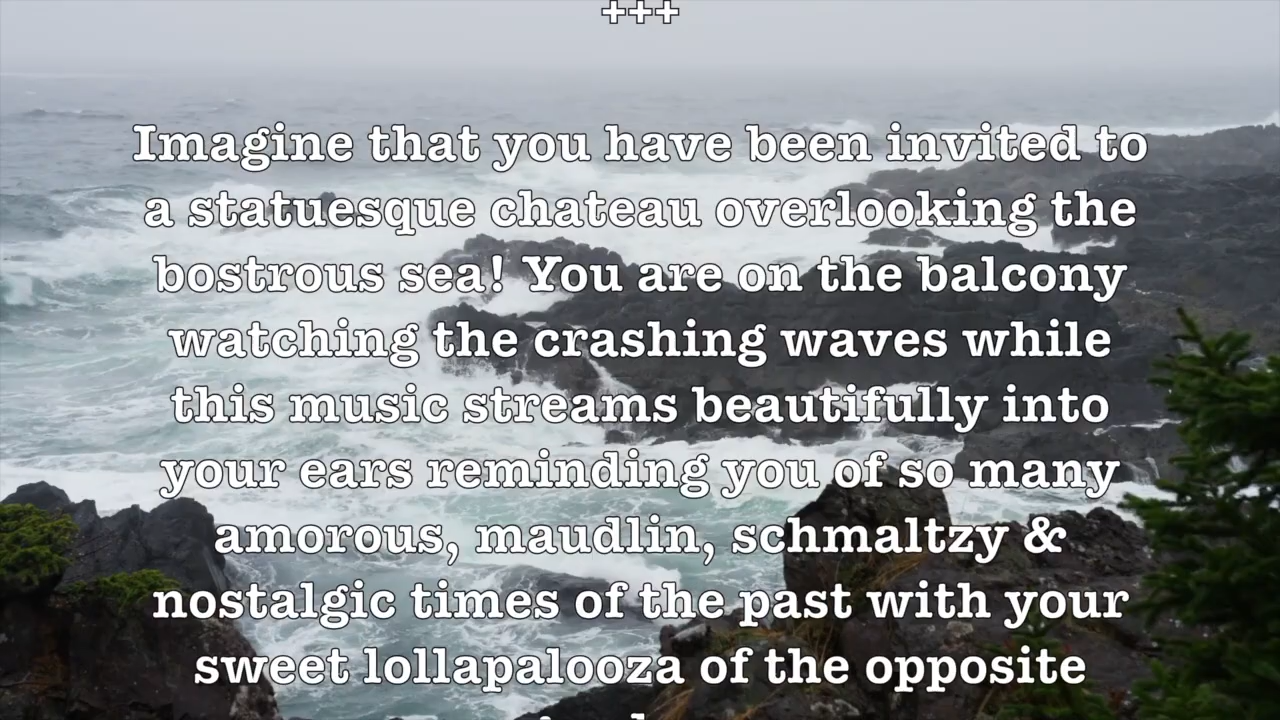 +++
Imagine that you have been invited to
a statuesque chateau overlooking the
bostrous sea! You are on the balcony
watching the crashing waves while
this music streams beautifully into
your ears reminding you of so many
amorous, maudlin, schmaltzy &
nostalgic times of the past with your
sweet lollapalooza of the opposite